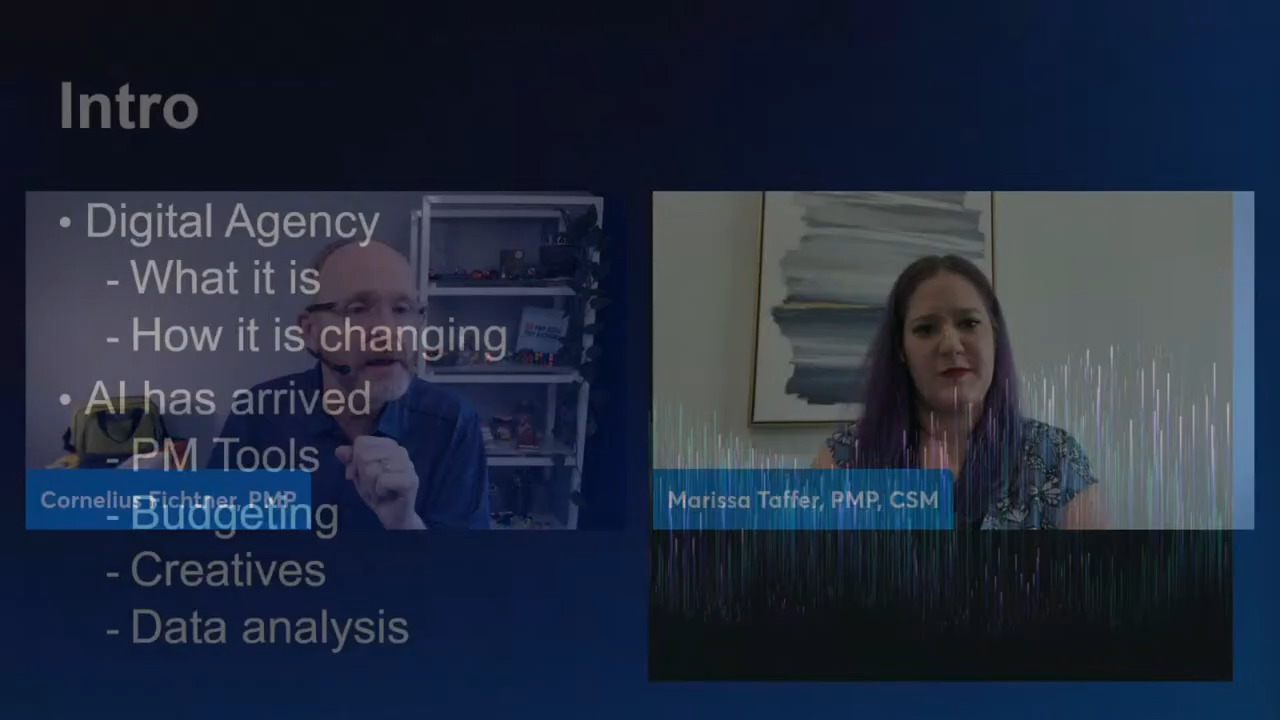 Intro
• Digital Agency
- What it is
- How it is changing
• AI has arrived
- PM Tools
Cornelius Fichtner, PMP
- Budgeting
- Creatives
- Data analysis
Marissa Taffer, PMP, CSM